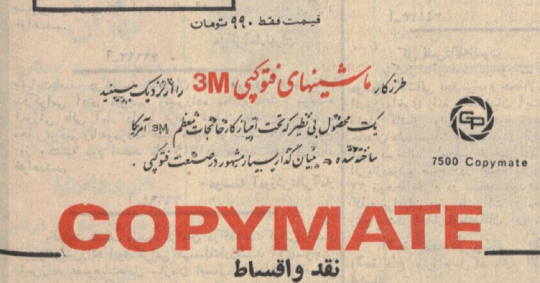 قیمت فقط ۹۹۰ تومان
طرز کار ماشینهای فتوکپی 3M را از نزدیک ببینید
یک محصول بی نظیر که تحت امتیاز کارخانجات معظم 3M آمریکا
ساخته شده و بنیان گذار بسیار مشهور در صنعت فتوکپی .
GP
7500 Copymate
COPYMATE
نقد و اقساط